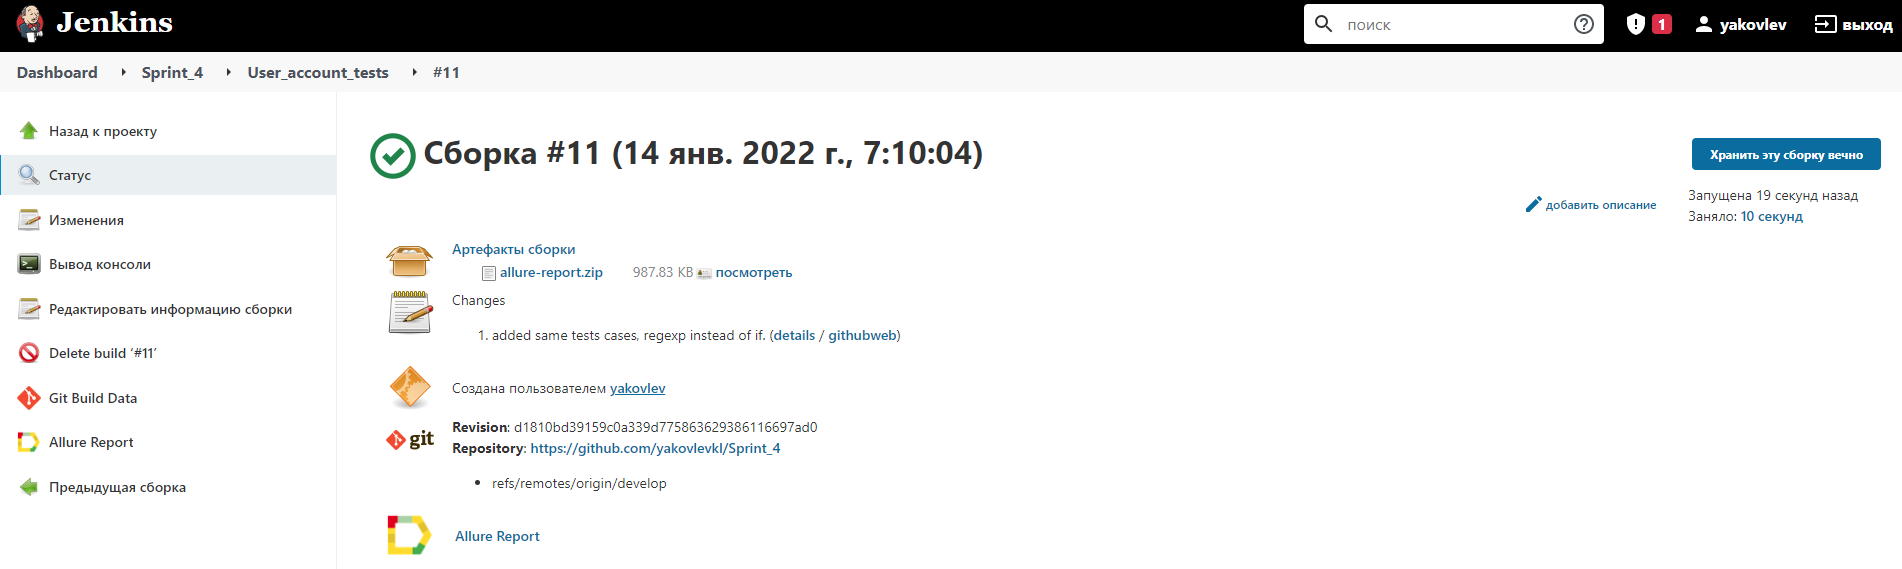 Jenkins
поиск
1
yakovlev
выход
Dashboard
Sprint_4
User_account_tests
#11
Назад к проекту
Статус
Изменения
Вывод консоли
Редактировать информацию сборки
Delete build ‘#11’
Git Build Data
Allure Report
Предыдущая сборка
Сборка #11 (14 янв. 2022 г., 7:10:04)
Хранить эту сборку вечно
добавить описание
Запущена 19 секунд назад
Заняло: 10 секунд
Артефакты сборки
allure-report.zip 987.83 KB посмотреть
Changes
1. added same tests cases, regexp instead of if. (details / githubweb)
Создана пользователем yakovlev
git
Revision: d1810bd39159c0a339d775863629386116697ad0
Repository: https://github.com/yakovlevkl/Sprint_4
• refs/remotes/origin/develop
Allure Report